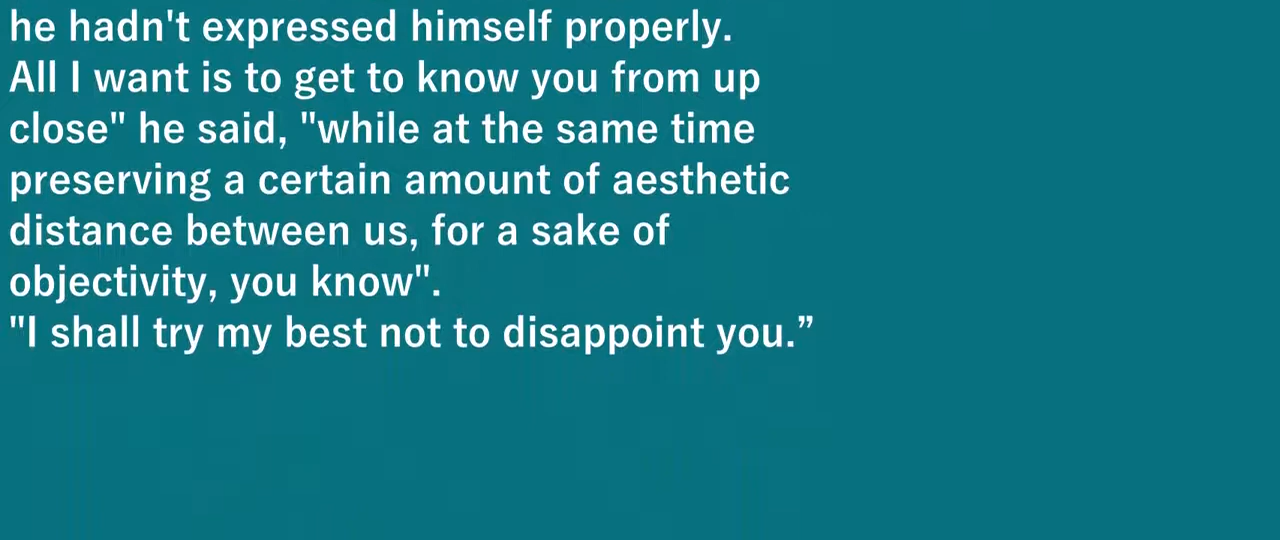 he hadn't expressed himself properly.
All I want is to get to know you from up
close" he said, "while at the same time
preserving a certain amount of aesthetic
distance between us, for a sake of
objectivity, you know".
"I shall try my best not to disappoint you.”